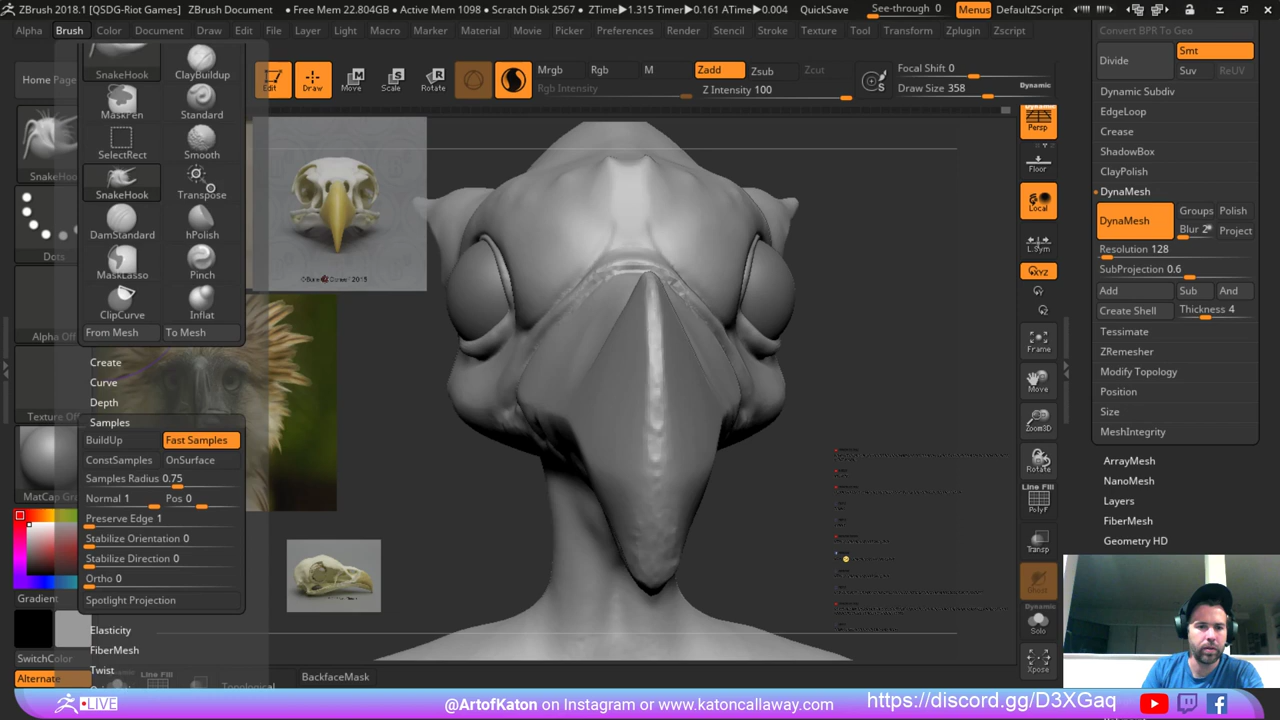 ZBrush 2018.1 [QSDG-Riot Games] ZBrush Document • Free Mem 22.804GB • Active Mem 1098 • Scratch Disk 2567 • ZTime▶1.315 Timer▶0.161 ATime▶0.004 QuickSave See-through 0 Menus DefaultZScript
Alpha Brush Color Document Draw Edit File Layer Light Macro Marker Material Movie Picker Preferences Render Stencil Stroke Texture Tool Transform Zplugin Zscript
Home Page
SnakeHook ClayBuildup
MaskPen Standard
SelectRect Smooth
SnakeHook Transpose
DamStandard hPolish
MaskLasso Pinch
ClipCurve Inflat
From Mesh To Mesh
Create
Curve
Depth
Samples
BuildUp Fast Samples
ConstSamples OnSurface
Samples Radius 0.75
Normal 1 Pos 0
Preserve Edge 1
Stabilize Orientation 0
Stabilize Direction 0
Ortho 0
Spotlight Projection
Elasticity
FiberMesh
Twist
SnakeHoo
Dots
Alpha Of
Texture Off
MatCap Gr
Gradient
SwitchColor
Alternate
Edit Draw Move Scale Rotate
Mrgb Rgb M
Rgb Intensity
Zadd Zsub Zcut
Z Intensity 100
Focal Shift 0
Draw Size 358 Dynamic
Line Fill
Topological
BackfaceMask
Dynamic
Persp
Floor
Local
L.Sym
XYZ
Frame
Move
Zoom3D
Rotate
Line Fill
PolyF
Transp
Ghost
Dynamic
Solo
Xpose
Convert BPR To Geo
Divide Smt
Suv ReUV
Dynamic Subdiv
EdgeLoop
Crease
ShadowBox
ClayPolish
DynaMesh
DynaMesh Groups Polish
Blur 2 Project
Resolution 128
SubProjection 0.6
Add Sub And
Create Shell Thickness 4
Tessimate
ZRemesher
Modify Topology
Position
Size
MeshIntegrity
ArrayMesh
NanoMesh
Layers
FiberMesh
Geometry HD
LIVE @ArtofKaton on Instagram or www.katoncallaway.com https://discord.gg/D3XGaq